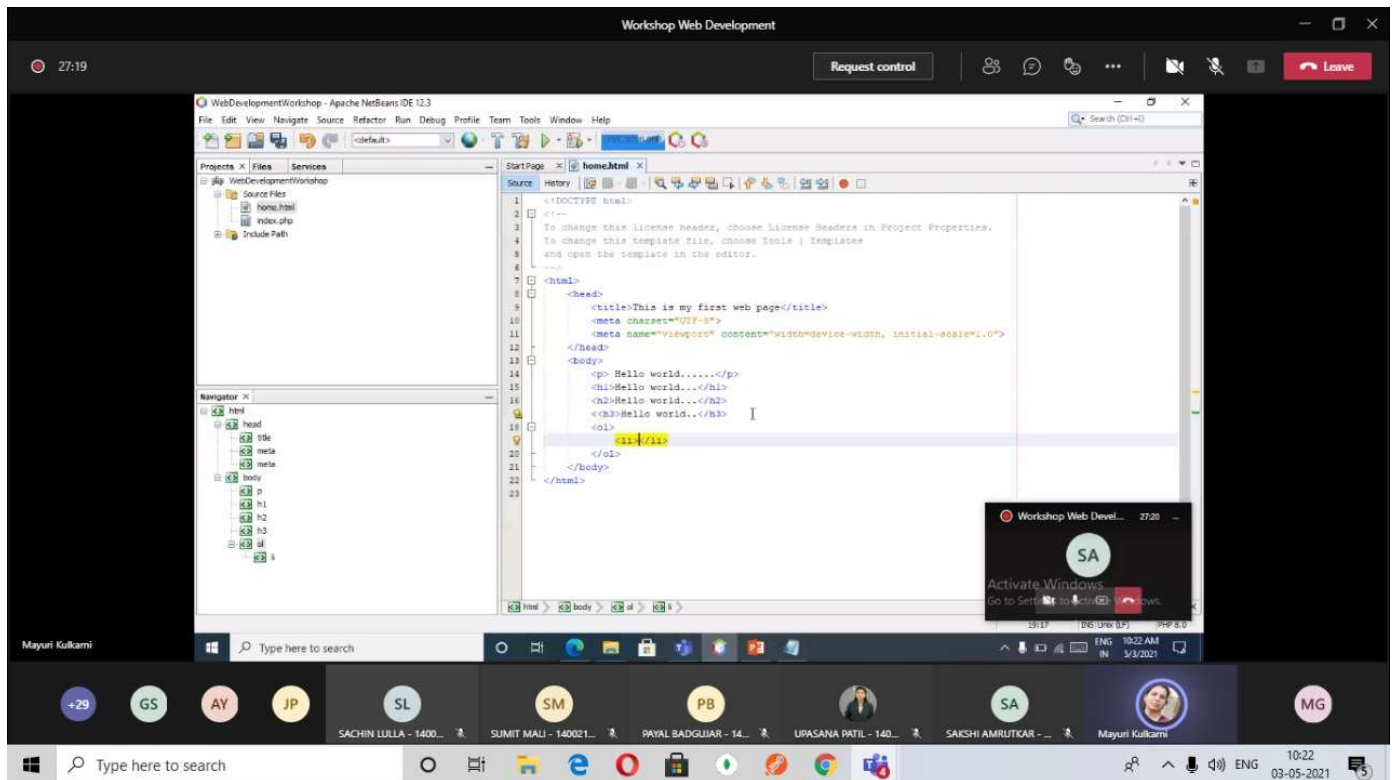 Workshop Web Development
27:19
Request control
Leave
WebDevelopmentWorkshop - Apache NetBeans IDE 12.3
File Edit View Navigate Source Refactor Run Debug Profile Team Tools Window Help
Search (Ctrl+I)
<default>
Projects Files Services
Start Page home.html
WebDevelopmentWorkshop
Source Files
home.html
index.php
Include Path
Source History
1 <!DOCTYPE html>
2 <!--
3 To change this license header, choose License Headers in Project Properties.
4 To change this template file, choose Tools | Templates
5 and open the template in the editor.
6 -->
7 <html>
8 <head>
9 <title>This is my first web page</title>
10 <meta charset="UTF-8">
11 <meta name="viewport" content="width=device-width, initial-scale=1.0">
12 </head>
13 <body>
14 <p> Hello world......</p>
15 <h1>Hello world...</h1>
16 <h2>Hello world...</h2>
<<h3>Hello world..</h3>
18 <ol>
<li></li>
20 </ol>
21 </body>
22 </html>
23
Navigator
html
head
title
meta
meta
body
p
h1
h2
h3
ol
li
html body ol li
Workshop Web Devel... 27:20
SA
Activate Windows
Go to Settings to activate Windows.
19:17 INS Unix (LF) PHP 8.0
Mayuri Kulkarni
Type here to search
ENG 10:22 AM
IN 5/3/2021
+29 GS AY JP SL SM PB SA MG
SACHIN LULLA - 1400... SUMIT MALI - 140021... PAYAL BADGUJAR - 14... UPASANA PATIL - 140... SAKSHI AMRUTKAR - ... Mayuri Kulkarni
Type here to search
ENG 10:22
03-05-2021
5